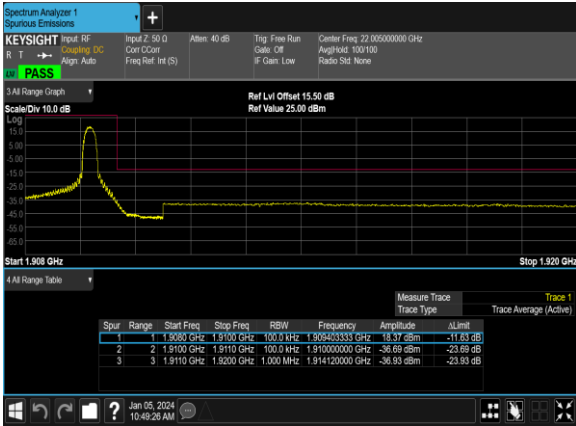 Spectrum Analyzer 1
Spurious Emissions
KEYSIGHT Input: RF Input Z: 50 Ω Atten: 40 dB Trig: Free Run Center Freq: 22.005000000 GHz
R T Coupling: DC Corr CCorr Gate: Off Avg|Hold: 100/100
Align: Auto Freq Ref: Int (S) IF Gain: Low Radio Std: None
PASS
3 All Range Graph
Ref Lvl Offset 15.50 dB
Scale/Div 10.0 dB Ref Value 25.00 dBm
Log
15.0
5.00
-5.00
-15.0
-25.0
-35.0
-45.0
-55.0
-65.0
Start 1.908 GHz Stop 1.920 GHz
4 All Range Table
Measure Trace Trace 1
Trace Type Trace Average (Active)
Spur Range Start Freq Stop Freq RBW Frequency Amplitude ΔLimit
1 1 1.9080 GHz 1.9100 GHz 100.0 kHz 1.909403333 GHz 18.37 dBm -11.63 dB
2 2 1.9100 GHz 1.9110 GHz 100.0 kHz 1.910000000 GHz -36.69 dBm -23.69 dB
3 3 1.9110 GHz 1.9200 GHz 1.000 MHz 1.914120000 GHz -36.93 dBm -23.93 dB
Jan 05, 2024
10:49:26 AM